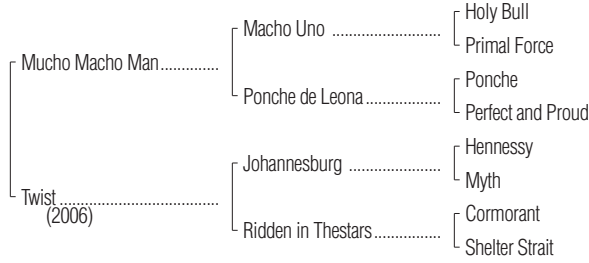 Holy Bull
Macho Uno ....................
Primal Force
Mucho Macho Man..............
Ponche
Ponche de Leona..............
Perfect and Proud
Hennessy
Johannesburg .................
Myth
Twist ...............................
(2006)
Cormorant
Ridden in Thestars............
Shelter Strait